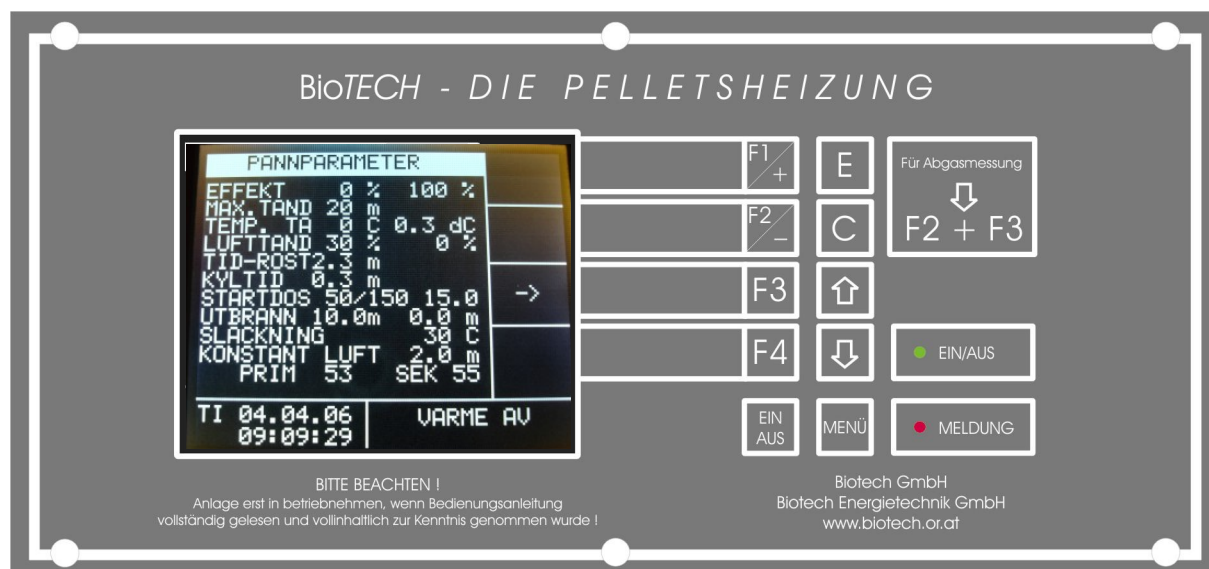 BioTECH - DIE PELLETSHEIZUNG
PANNPARAMETER
EFFEKT 0 % 100 %
MAX.TAND 20 m
TEMP. TA 0 C 0.3 dC
LUFTTAND 30 % 0 %
TID-ROST2.3 m
KYLTID 0.3 m
STARTDOS 50/150 15.0
UTBRANN 10.0m 0.0 m
SLACKNING 30 C
KONSTANT LUFT 2.0 m
PRIM 53 SEK 55
->
TI 04.04.06
09:09:29
VARME AV
F1/+
F2/-
F3
F4
E
C
Für Abgasmessung
F2 + F3
EIN/AUS
EIN
AUS
MENÜ
MELDUNG
BITTE BEACHTEN !
Anlage erst in betriebnehmen, wenn Bedienungsanleitung
vollständig gelesen und vollinhaltlich zur Kenntnis genommen wurde !
Biotech GmbH
Biotech Energietechnik GmbH
www.biotech.or.at